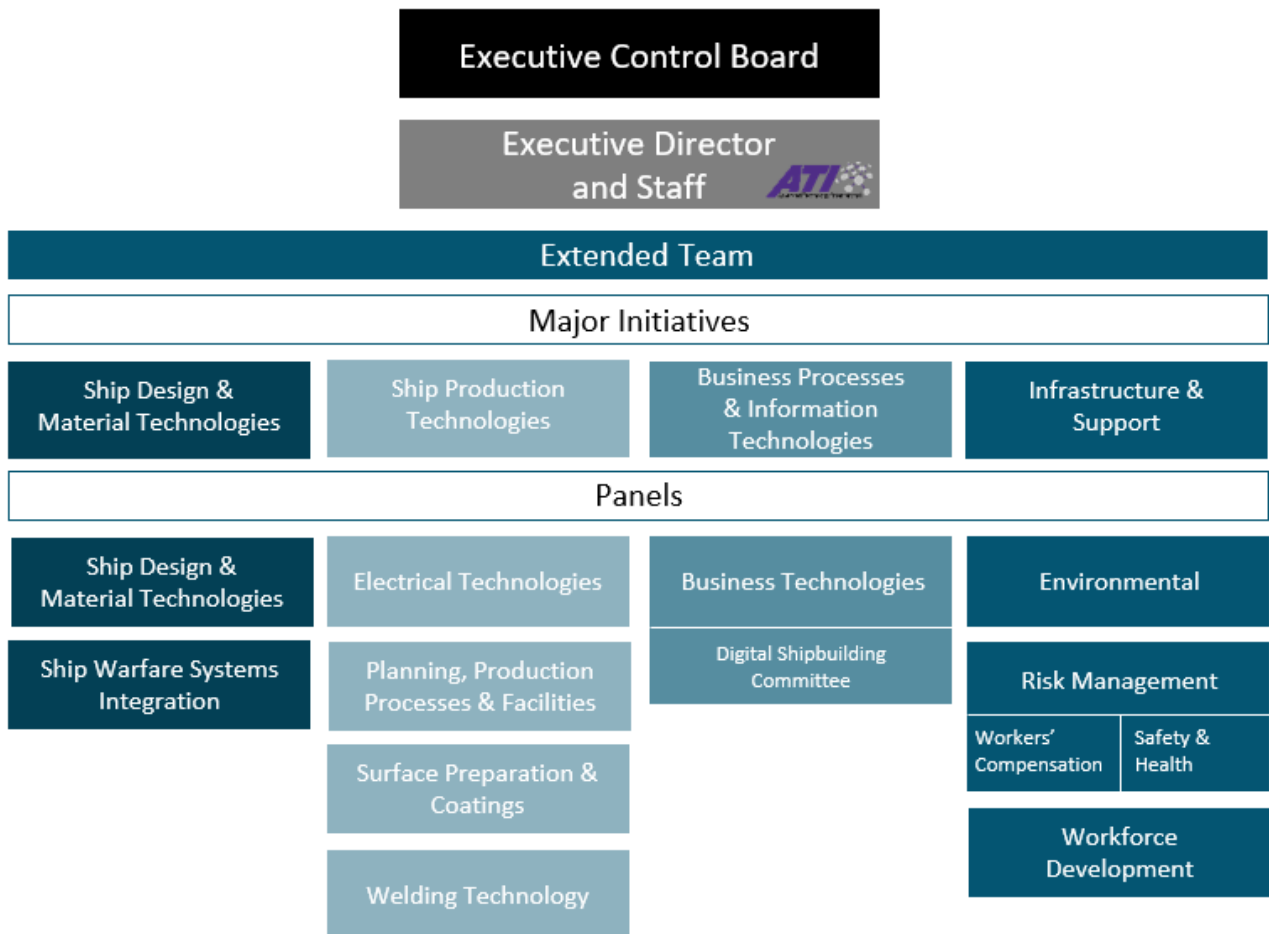 Executive Control Board
Executive Director
and Staff
ATI
Extended Team
Major Initiatives
Ship Design &
Material Technologies
Ship Production
Technologies
Business Processes
& Information
Technologies
Infrastructure &
Support
Panels
Ship Design &
Material Technologies
Electrical Technologies
Business Technologies
Environmental
Ship Warfare Systems
Integration
Planning, Production
Processes & Facilities
Digital Shipbuilding
Committee
Risk Management
Workers’
Compensation
Safety &
Health
Surface Preparation &
Coatings
Workforce
Development
Welding Technology